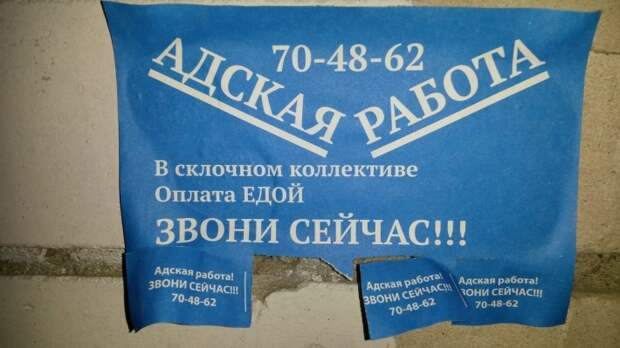 70-48-62
АДСКАЯ РАБОТА
В склочном коллективе
Оплата ЕДОЙ
ЗВОНИ СЕЙЧАС!!!
Адская работа!
ЗВОНИ СЕЙЧАС!!!
70-48-62
Адская работа!
ЗВОНИ СЕЙЧАС!!!
70-48-62
Адская работа!
ЗВОНИ СЕЙЧАС!!!
70-48-62